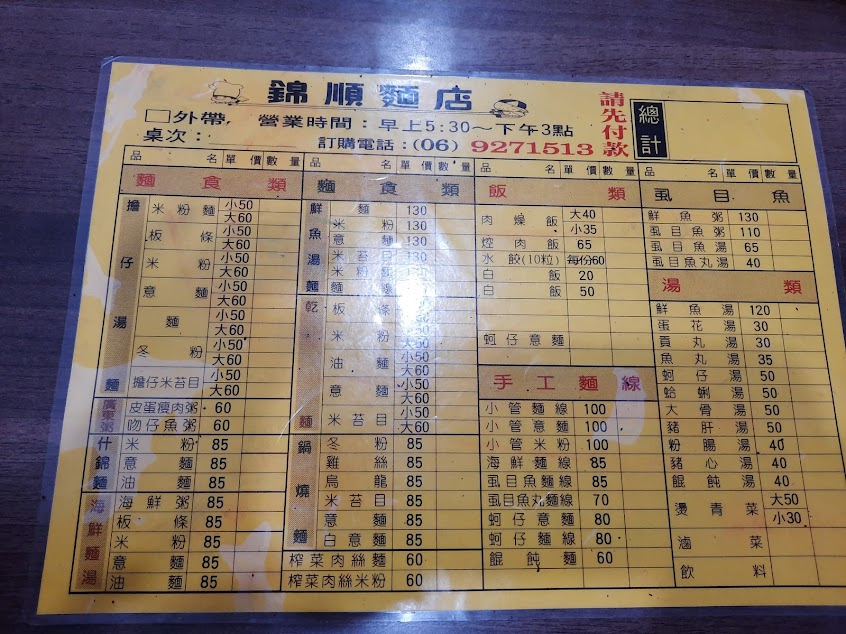 錦順麵店
□外帶, 營業時間:早上5:30~下午3點
桌次: 訂購電話:(06) 9271513
請先付款
總計
品名 單價 數量
麵食類
擔仔湯麵
米粉麵 小50 大60
板條 小50 大60
米粉 小50 大60
意麵 小50 大60
麵 小50 大60
冬粉 小50 大60
擔仔米苔目 小50 大60
廣東粥
皮蛋瘦肉粥 60
吻仔魚粥 60
什錦麵
米粉 85
意麵 85
油麵 85
海鮮麵湯
海鮮粥 85
板條 85
米粉 85
意麵 85
油麵 85
品名 單價 數量
麵食類
鮮魚湯麵
麵 130
米粉 130
意麵 130
米苔目 130
米粉麵
麵
乾麵
板條
米粉 大60
油麵 小50 大60
意麵 小50 大60
米苔目 小50 大60
鍋燒麵
冬粉 85
雞絲 85
烏龍 85
米苔目 85
意麵 85
白意麵 85
榨菜肉絲麵 60
榨菜肉絲米粉 60
品名 單價 數量
飯類
肉燥飯 大40 小35
焢肉飯 65
水餃(10粒) 每份60
白飯 20
白飯 50
蚵仔意麵
手工麵線
小管麵線 100
小管意麵 100
小管米粉 100
海鮮麵線 85
虱目魚麵線 85
虱目魚丸麵線 70
蚵仔意麵 80
蚵仔麵線 80
餛飩麵 60
品名 單價 數量
虱目魚
鮮魚粥 130
虱目魚粥 110
虱目魚湯 65
虱目魚丸湯 40
湯類
鮮魚湯 120
蛋花湯 30
貢丸湯 30
魚丸湯 35
蚵仔湯 50
蛤蜊湯 50
大骨湯 50
豬肝湯 50
粉腸湯 40
豬心湯 40
餛飩湯 40
燙青菜 大50 小30
滷菜
飲料